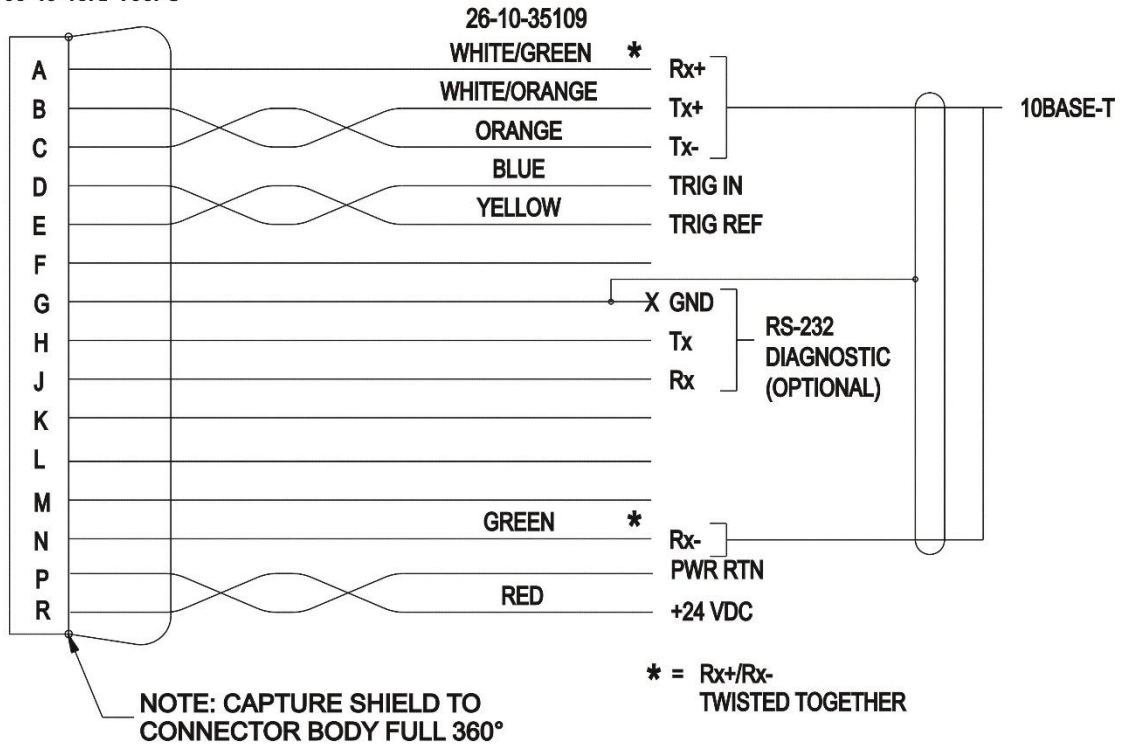 26-10-35109
A WHITE/GREEN * Rx+
B WHITE/ORANGE Tx+ 10BASE-T
C ORANGE Tx-
D BLUE TRIG IN
E YELLOW TRIG REF
F
G X GND
H Tx RS-232
DIAGNOSTIC
J Rx (OPTIONAL)
K
L
M
N GREEN * Rx-
P PWR RTN
R RED +24 VDC
* = Rx+/Rx-
TWISTED TOGETHER
NOTE: CAPTURE SHIELD TO
CONNECTOR BODY FULL 360°